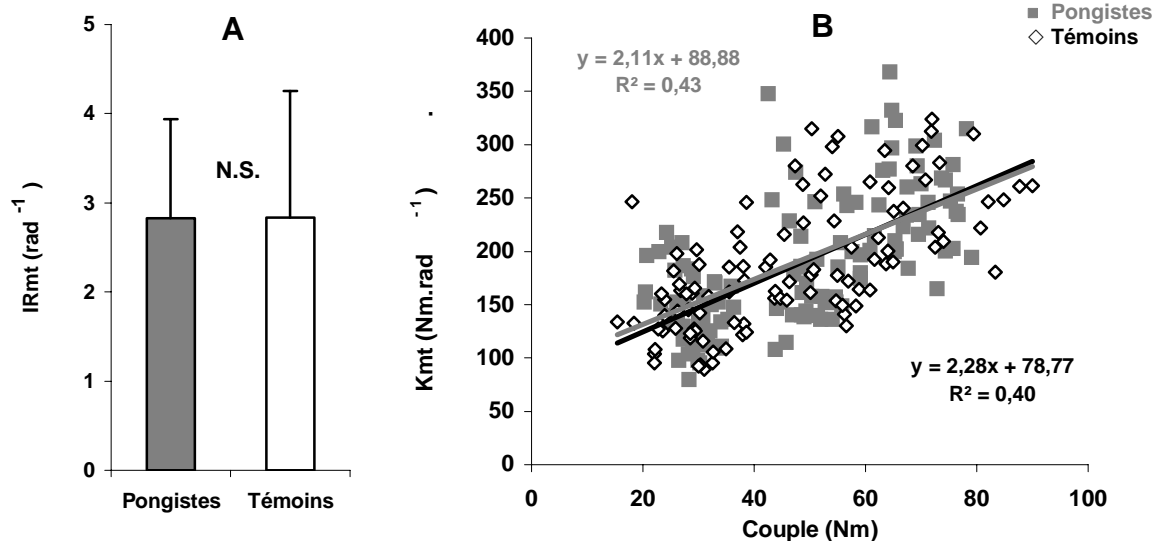 A
5
4
3
2
1
0
IRmt (rad⁻¹)
N.S.
Pongistes
Témoins
B
Pongistes
Témoins
y = 2,11x + 88,88
R² = 0,43
400
350
300
250
200
150
100
50
0
Kmt (Nm.rad⁻¹)
y = 2,28x + 78,77
R² = 0,40
0
20
40
60
80
100
Couple (Nm)